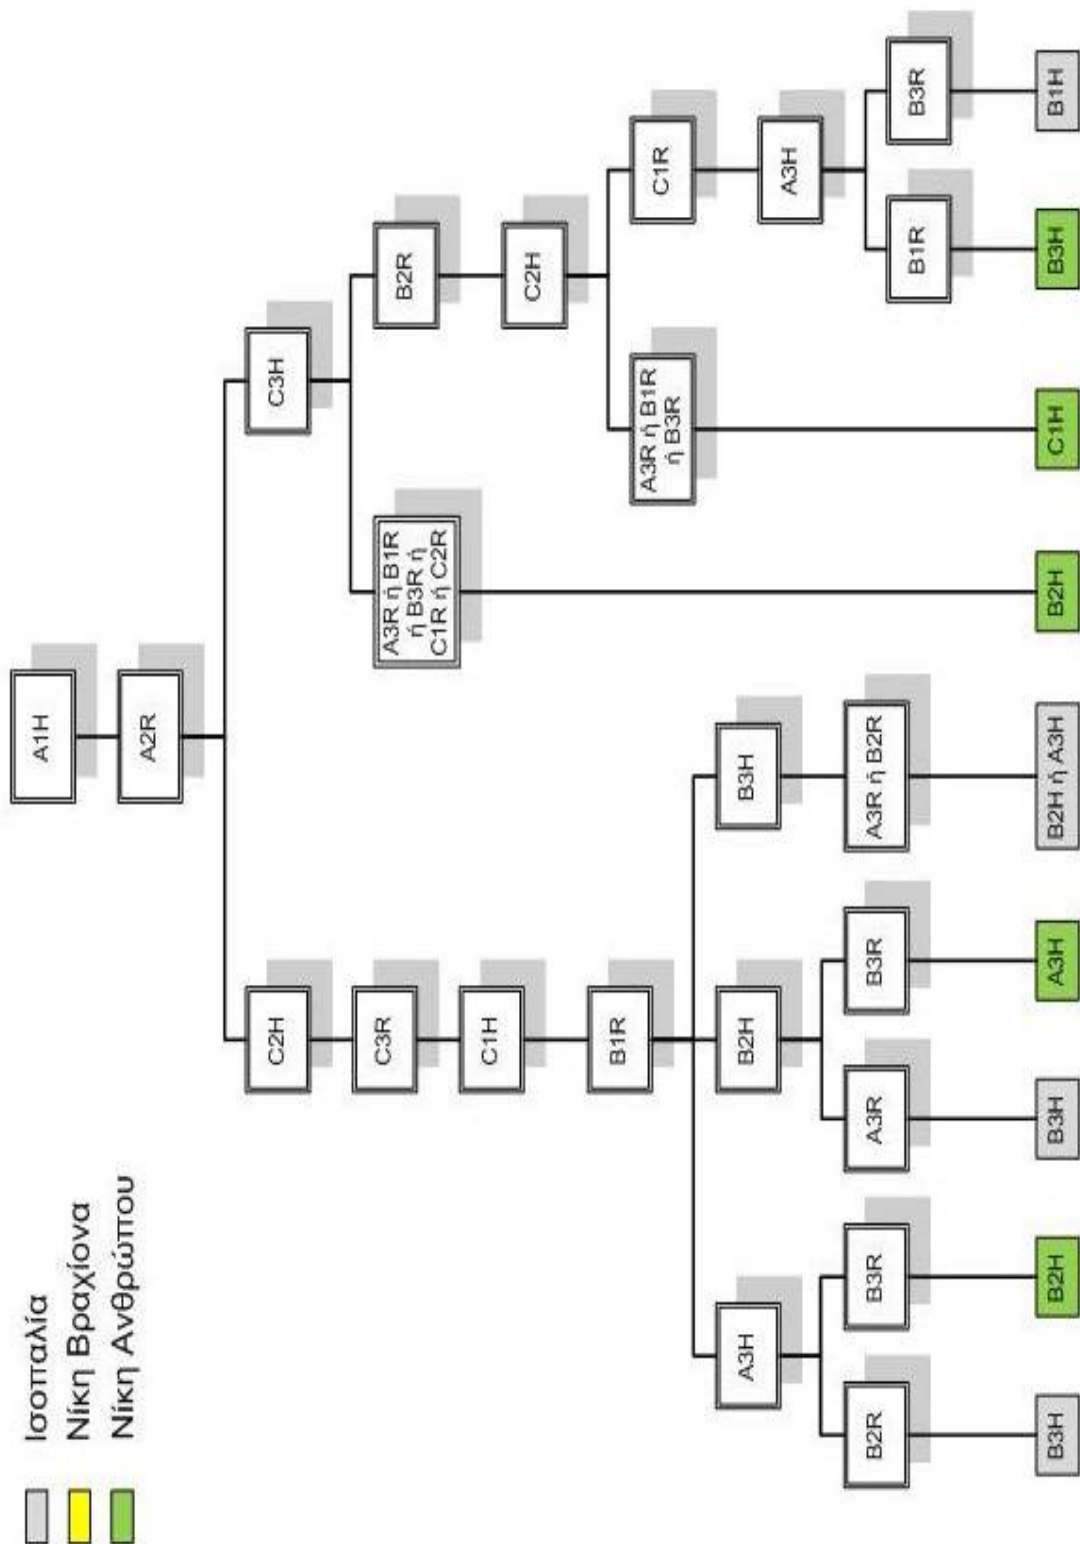 Ισοπαλία
Νίκη Βραχίονα
Νίκη Ανθρώπου
A1H
A2R
C2H
C3H
C3R
A3R ή B1R
ή B3R ή
C1R ή C2R
B2R
C1H
C2H
B1R
A3R ή B1R
ή B3R
C1R
A3H
B2H
B3H
A3H
B2R
B3R
A3R
B3R
A3R ή B2R
B1R
B3R
B3H
B2H
B3H
A3H
B2H ή A3H
B2H
C1H
B3H
B1H